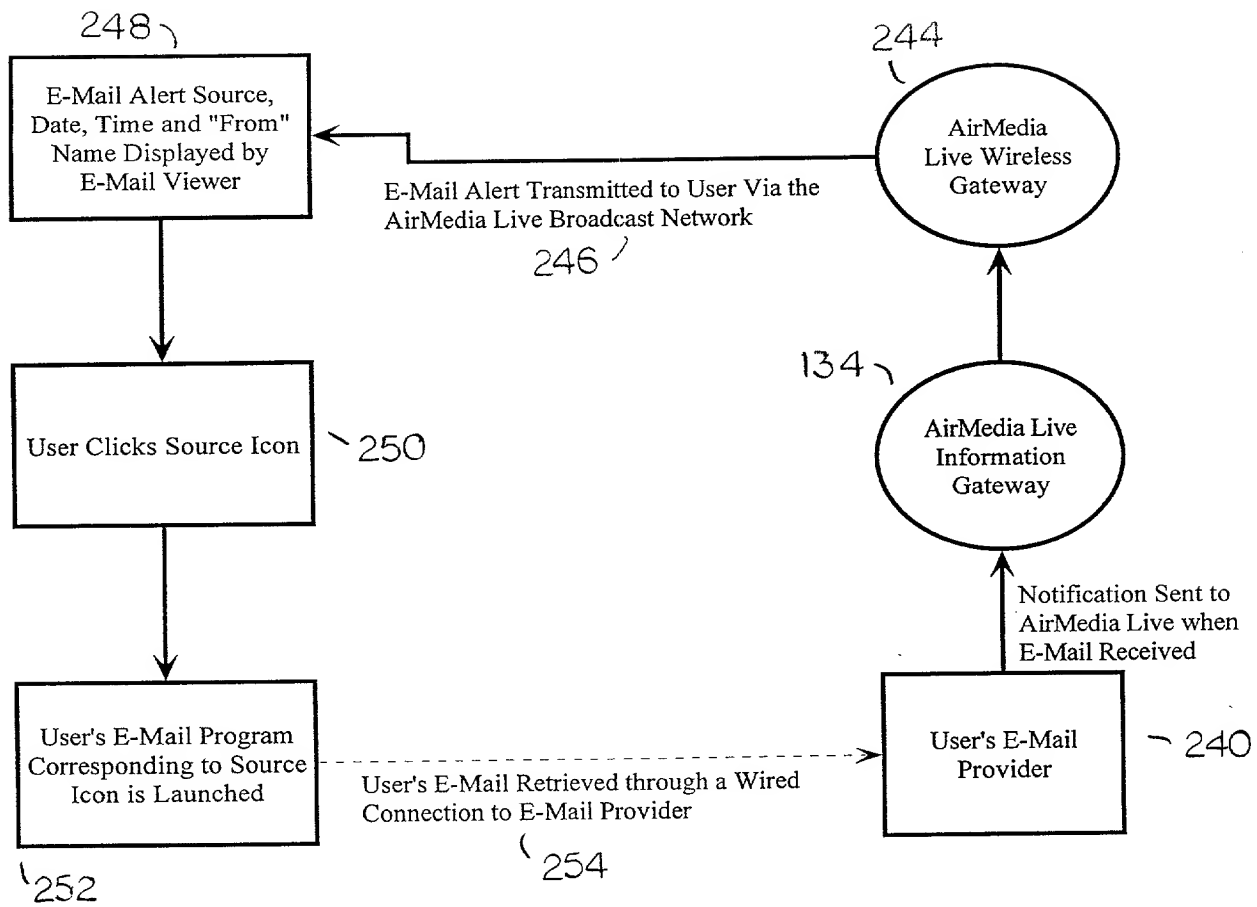 248
E-Mail Alert Source,
Date, Time and "From"
Name Displayed by
E-Mail Viewer
244
AirMedia
Live Wireless
Gateway
E-Mail Alert Transmitted to User Via the
AirMedia Live Broadcast Network
246
134
AirMedia Live
Information
Gateway
User Clicks Source Icon
250
Notification Sent to
AirMedia Live when
E-Mail Received
User's E-Mail Program
Corresponding to Source
Icon is Launched
252
User's E-Mail Retrieved through a Wired
Connection to E-Mail Provider
254
User's E-Mail
Provider
240